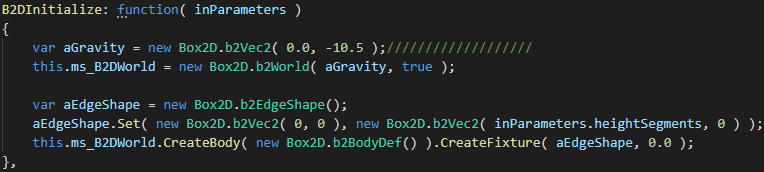 B2DInitialize: function( inParameters )
{
var aGravity = new Box2D.b2Vec2( 0.0, -10.5 );///////////////////
this.ms_B2DWorld = new Box2D.b2World( aGravity, true );
var aEdgeShape = new Box2D.b2EdgeShape();
aEdgeShape.Set( new Box2D.b2Vec2( 0, 0 ), new Box2D.b2Vec2( inParameters.heightSegments, 0 ) );
this.ms_B2DWorld.CreateBody( new Box2D.b2BodyDef() ).CreateFixture( aEdgeShape, 0.0 );
},